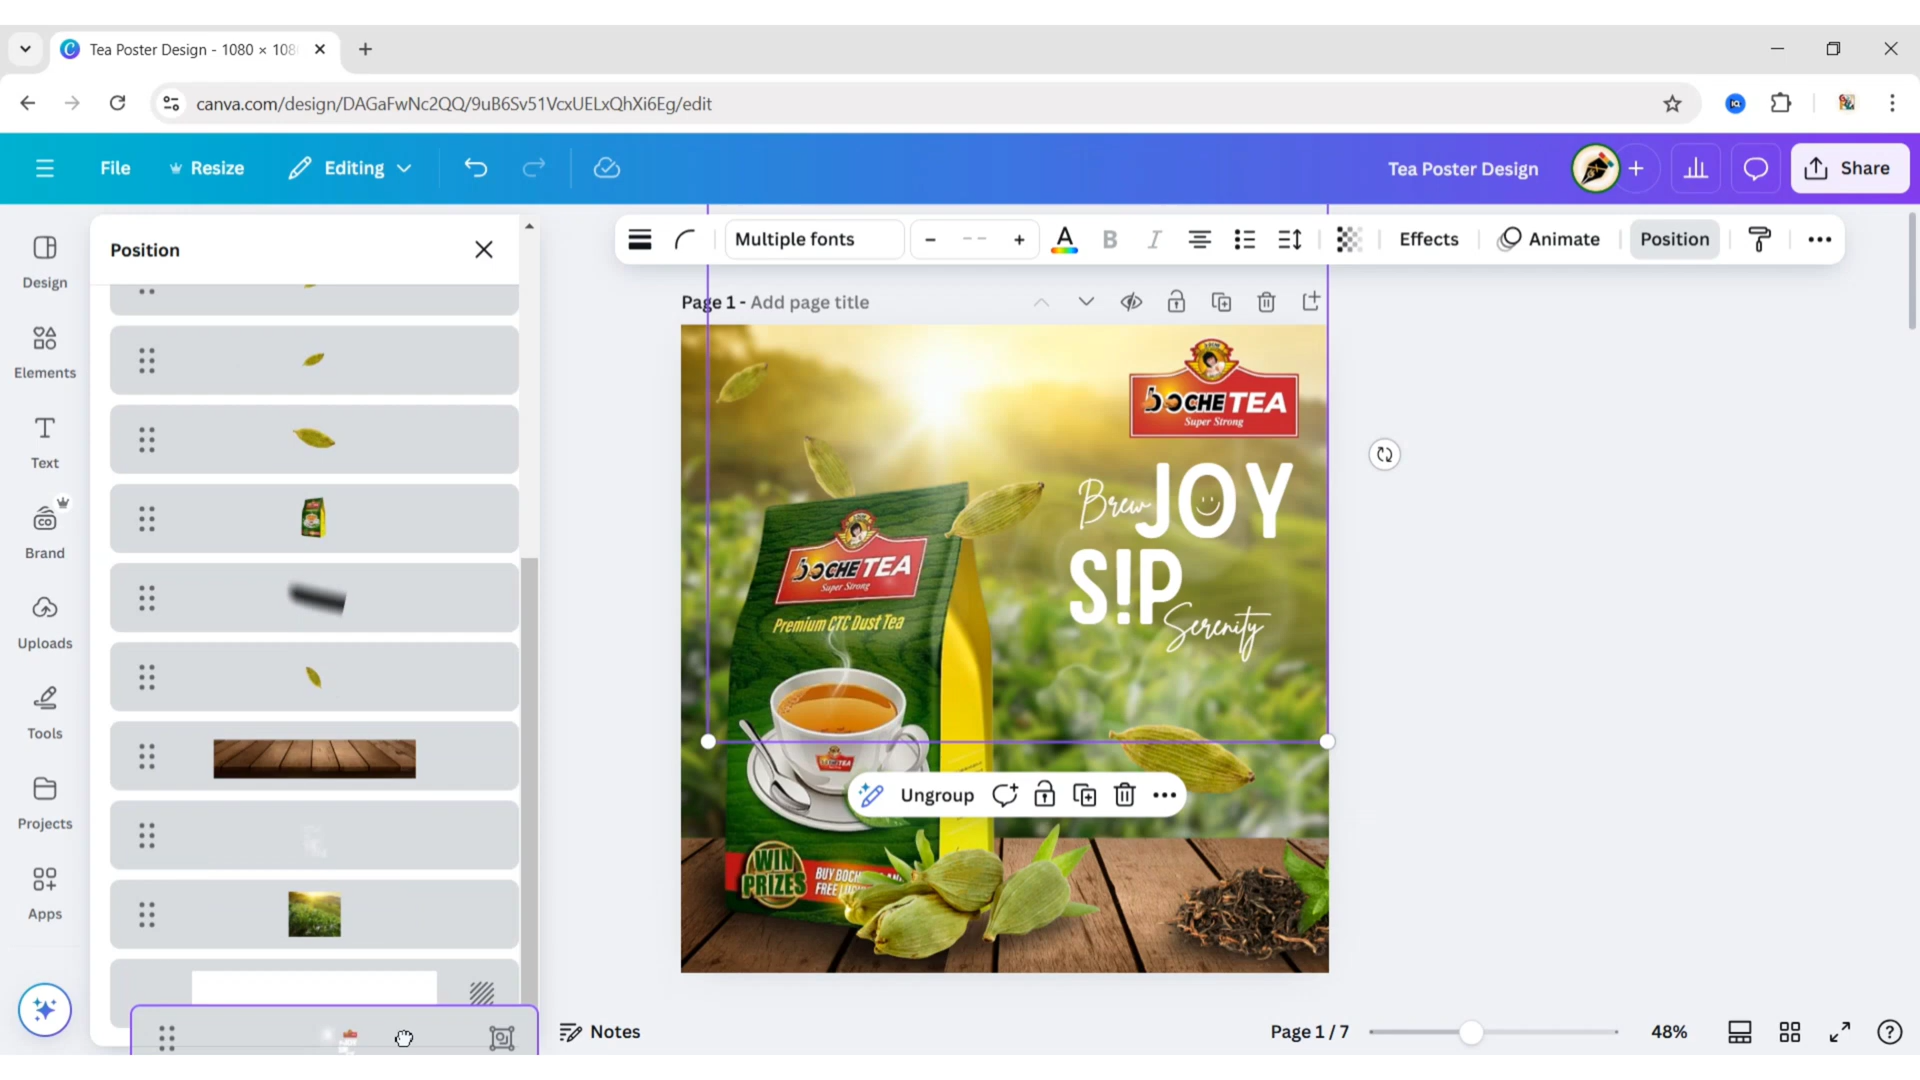 Tea Poster Design - 1080 × 108
canva.com/design/DAGaFwNc2QQ/9uB6Sv51VcxUELxQhXi6Eg/edit
File
Resize
Editing
Tea Poster Design
Share
Design
Elements
Text
Brand
Uploads
Tools
Projects
Apps
Position
Multiple fonts
Effects
Animate
Position
Page 1 - Add page title
bOCHE TEA
Super Strong
Brew JOY
S!P
Serenity
bOCHE TEA
Super Strong
Premium CTC Dust Tea
Ungroup
WIN
PRIZES
Notes
Page 1 / 7
48%